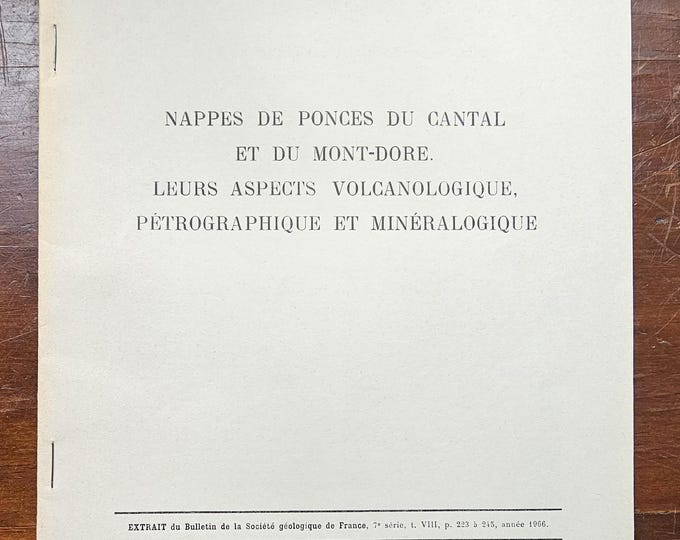 NAPPES DE PONCES DU CANTAL
ET DU MONT-DORE.
LEURS ASPECTS VOLCANOLOGIQUE,
PÉTROGRAPHIQUE ET MINÉRALOGIQUE
EXTRAIT du Bulletin de la Société géologique de France, 7e série, t. VIII, p. 223 à 245, année 1966.